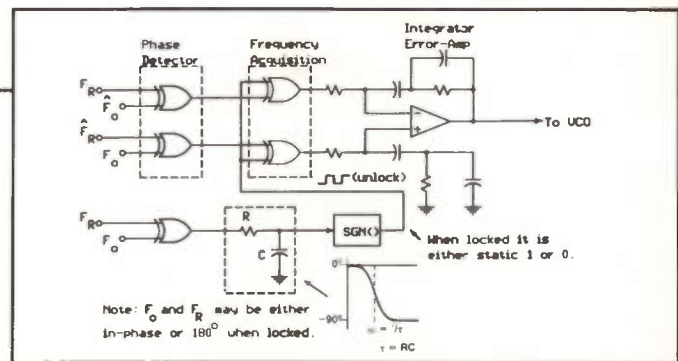 Integrator
Error-Amp
Phase
Detector
Frequency
Acquisition
F_R
F̂_o
F̂_R
F_o
To VCO
(unlock)
F_R
F_o
R
C
SGN()
When locked it is
either static 1 or 0.
0°
-90°
τ = RC
Note: F_o and F_R may be either
in-phase or 180° when locked.